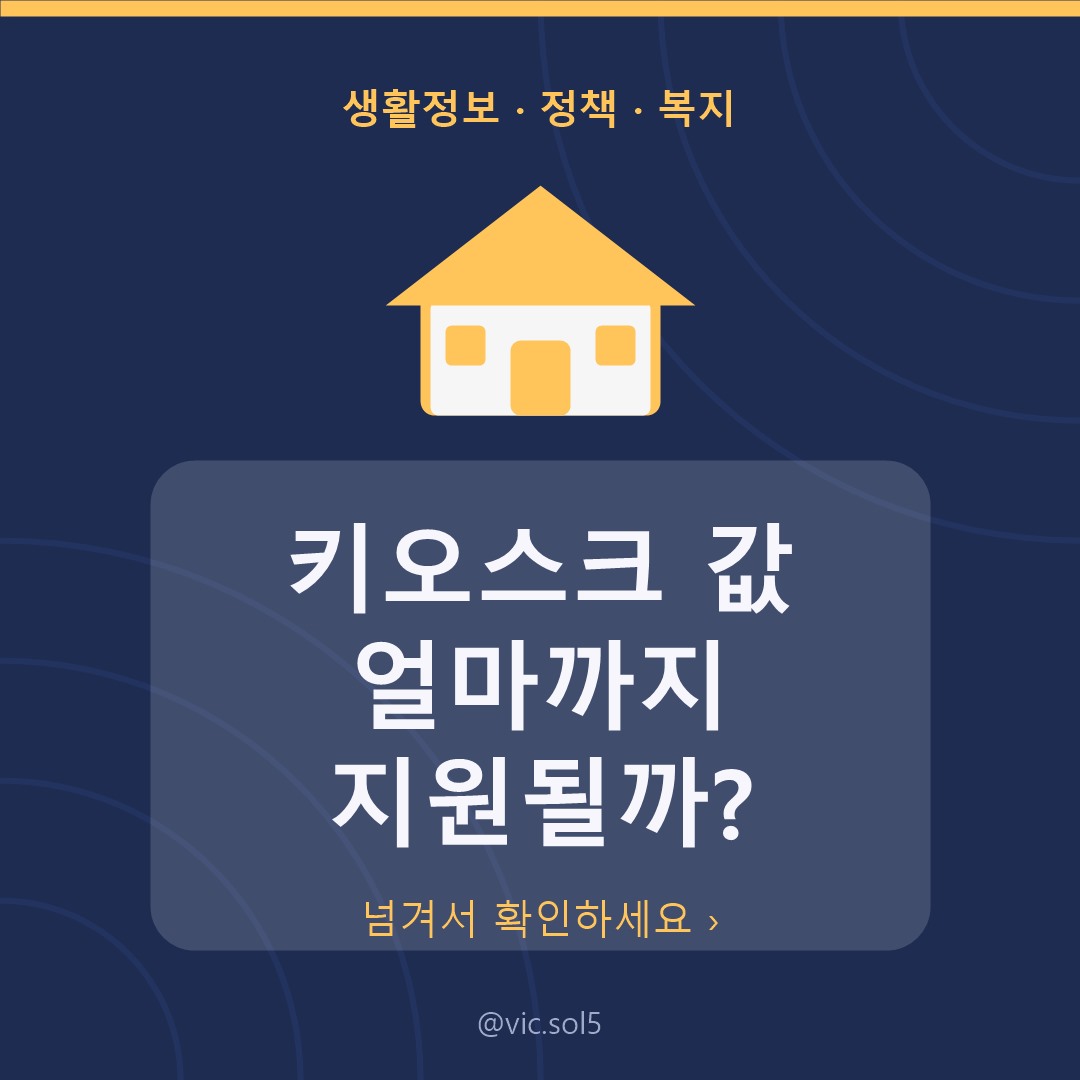 생활정보 · 정책 · 복지
키오스크 값
얼마까지
지원될까?
넘겨서 확인하세요 ›
@vic.sol5